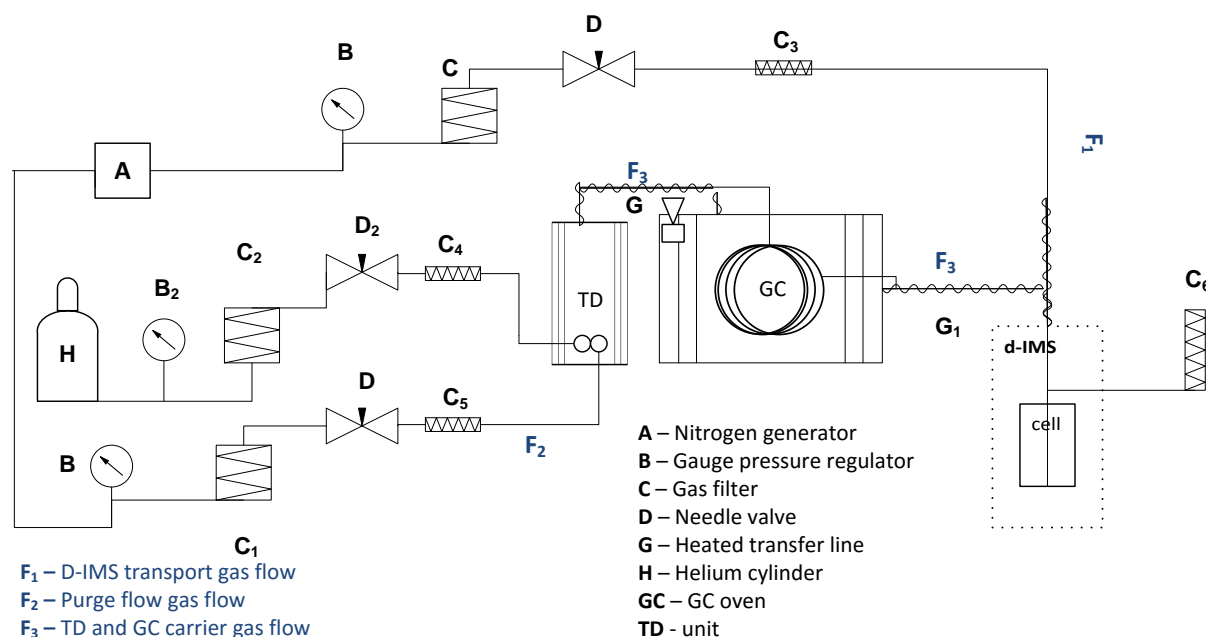 D
C₃
B
C
A
F₁
F₃
G
D₂
C₄
C₂
B₂
TD
GC
F₃
C₆
G₁
H
d-IMS
D
C₅
cell
B
F₂
C₁
A – Nitrogen generator
B – Gauge pressure regulator
C – Gas filter
D – Needle valve
G – Heated transfer line
H – Helium cylinder
GC – GC oven
TD - unit
F₁ – D-IMS transport gas flow
F₂ – Purge flow gas flow
F₃ – TD and GC carrier gas flow